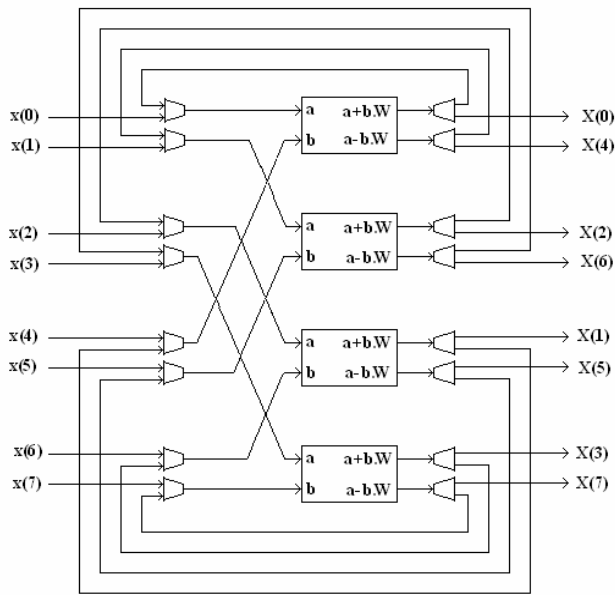 x(0)
x(1)
x(2)
x(3)
x(4)
x(5)
x(6)
x(7)
a a+b.W
b a-b.W
a a+b.W
b a-b.W
a a+b.W
b a-b.W
a a+b.W
b a-b.W
X(0)
X(4)
X(2)
X(6)
X(1)
X(5)
X(3)
X(7)